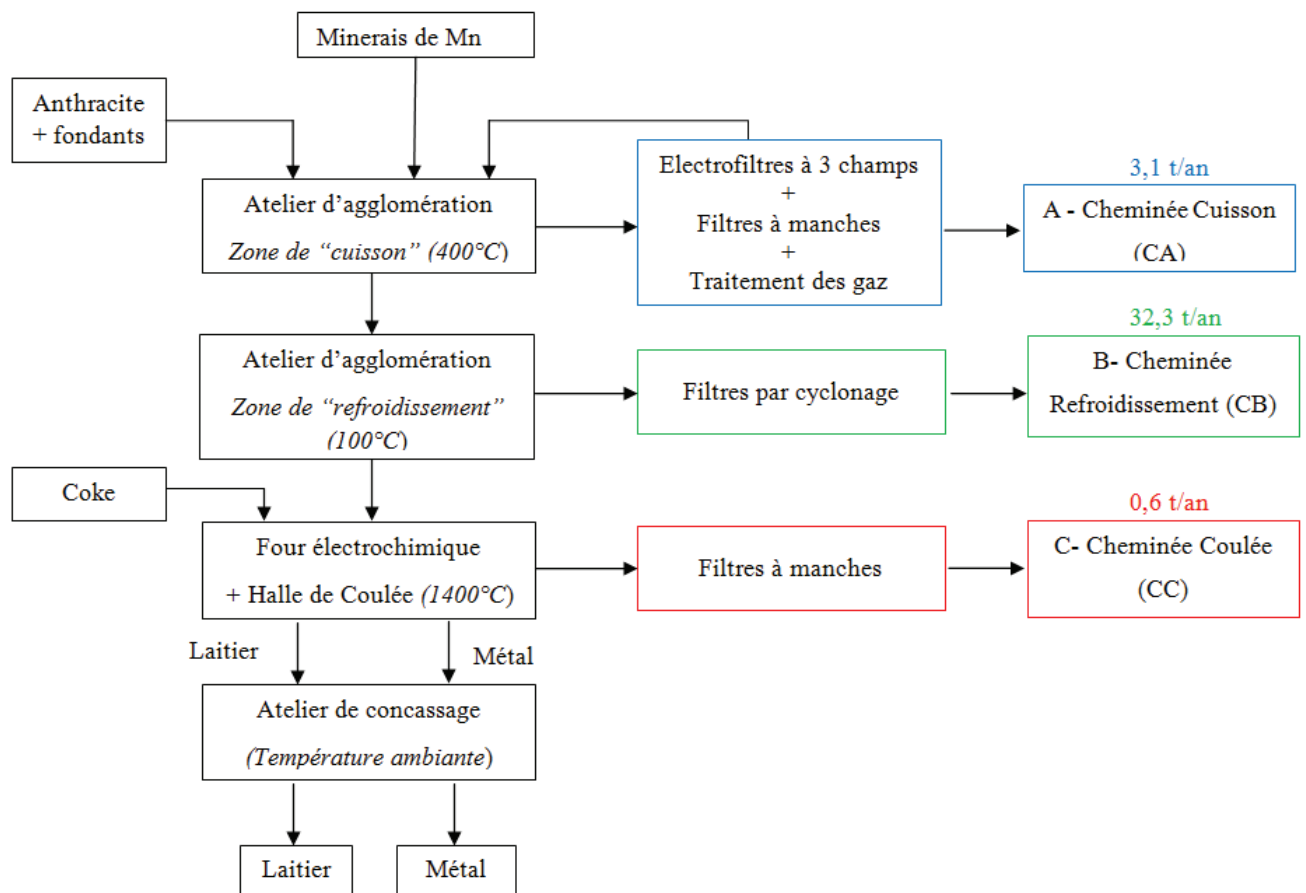 Minerais de Mn
Anthracite
+ fondants
Atelier d’agglomération
Zone de “cuisson” (400°C)
Electrofiltres à 3 champs
+
Filtres à manches
+
Traitement des gaz
3,1 t/an
A - Cheminée Cuisson
(CA)
Atelier d’agglomération
Zone de “refroidissement”
(100°C)
Filtres par cyclonage
32,3 t/an
B- Cheminée
Refroidissement (CB)
Coke
Four électrochimique
+ Halle de Coulée (1400°C)
Filtres à manches
0,6 t/an
C- Cheminée Coulée
(CC)
Laitier
Métal
Atelier de concassage
(Température ambiante)
Laitier
Métal